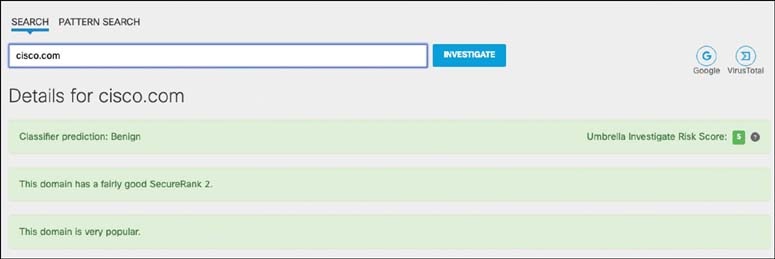 SEARCH PATTERN SEARCH
cisco.com INVESTIGATE
G
Google VirusTotal
Details for cisco.com
Classifier prediction: Benign Umbrella Investigate Risk Score: 5 ?
This domain has a fairly good SecureRank 2.
This domain is very popular.